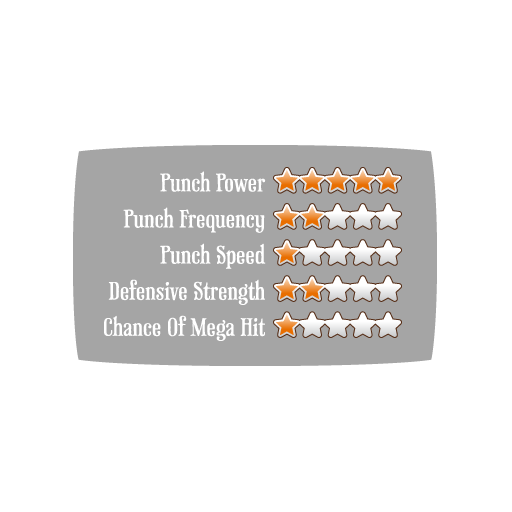 Punch Power
Punch Frequency
Punch Speed
Defensive Strength
Chance Of Mega Hit